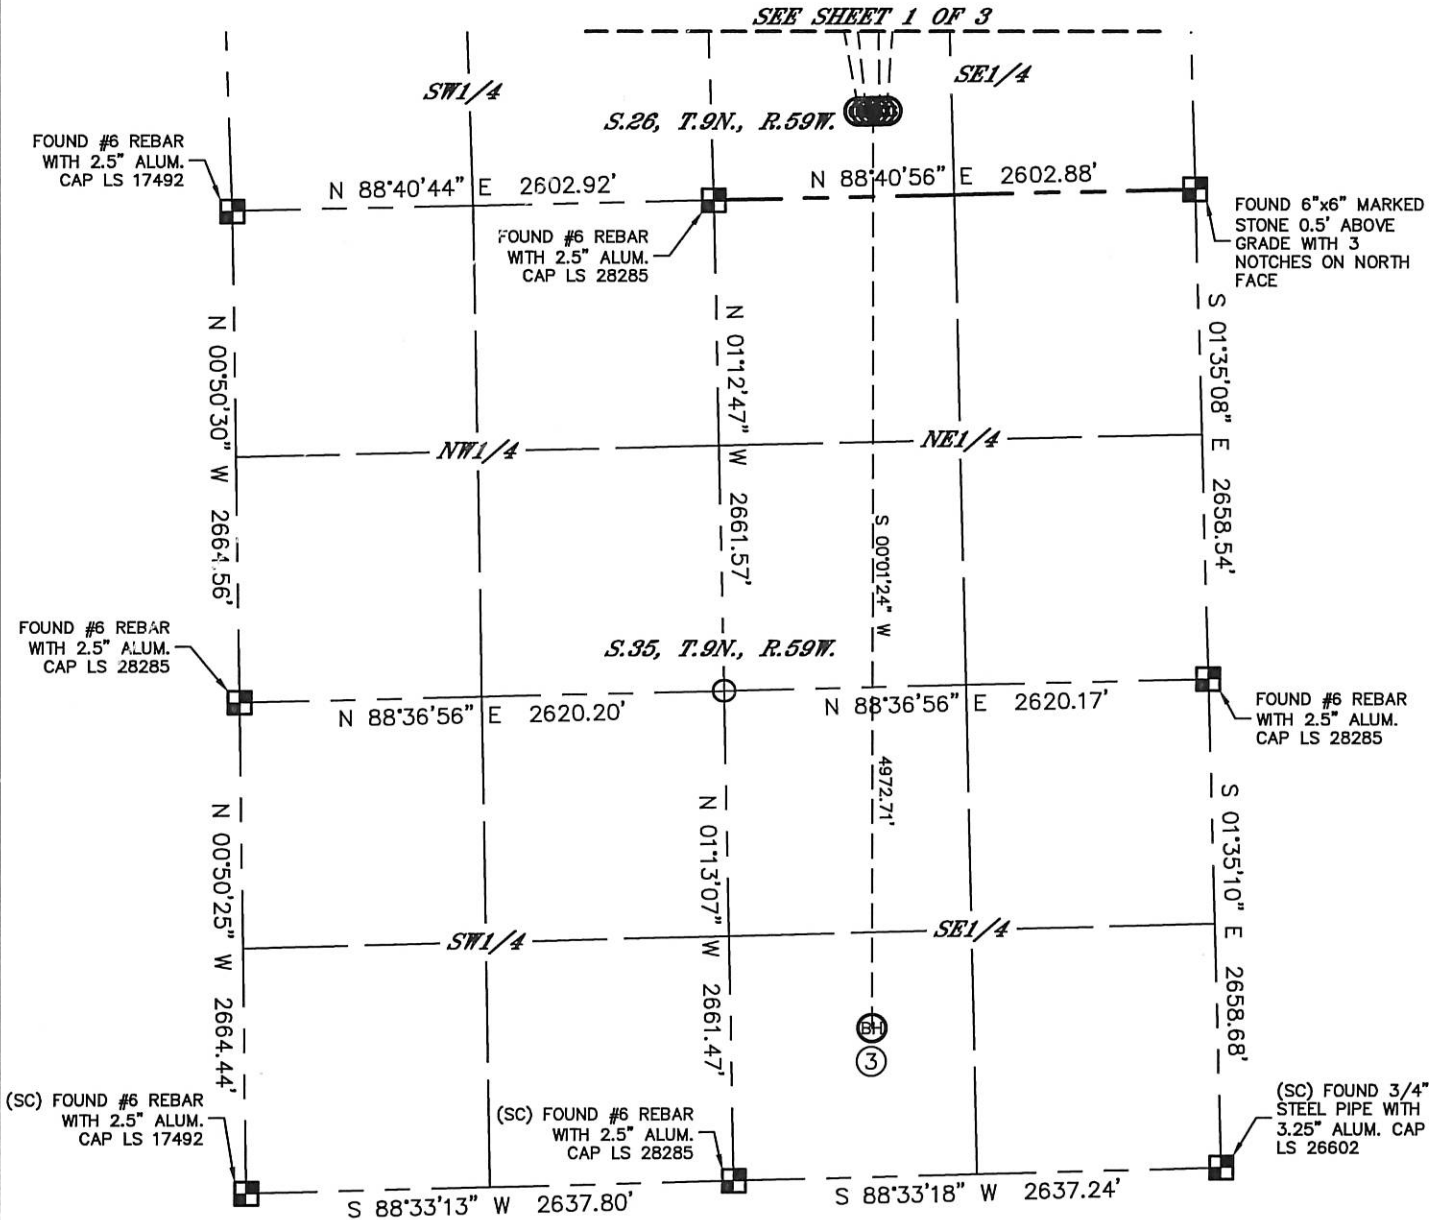 SEE SHEET 1 OF 3
SW1/4
SE1/4
S.26, T.9N., R.59W.
FOUND #6 REBAR
WITH 2.5" ALUM.
CAP LS 17492
N 88°40'44" E 2602.92'
N 88°40'56" E 2602.88'
FOUND 6"x6" MARKED
STONE 0.5' ABOVE
GRADE WITH 3
NOTCHES ON NORTH
FACE
FOUND #6 REBAR
WITH 2.5" ALUM.
CAP LS 28285
N 00°50'30" W 2664.56'
N 01°12'47" W 2661.57'
S 01°35'08" E 2658.54'
NW1/4
NE1/4
S 00°01'24" W
4972.71'
FOUND #6 REBAR
WITH 2.5" ALUM.
CAP LS 28285
S.35, T.9N., R.59W.
N 88°36'56" E 2620.20'
N 88°36'56" E 2620.17'
FOUND #6 REBAR
WITH 2.5" ALUM.
CAP LS 28285
N 00°50'25" W 2664.44'
N 01°13'07" W 2661.47'
S 01°35'10" E 2658.68'
SW1/4
SE1/4
BH
3
(SC) FOUND #6 REBAR
WITH 2.5" ALUM.
CAP LS 17492
(SC) FOUND #6 REBAR
WITH 2.5" ALUM.
CAP LS 28285
(SC) FOUND 3/4"
STEEL PIPE WITH
3.25" ALUM. CAP
LS 26602
S 88°33'13" W 2637.80'
S 88°33'18" W 2637.24'